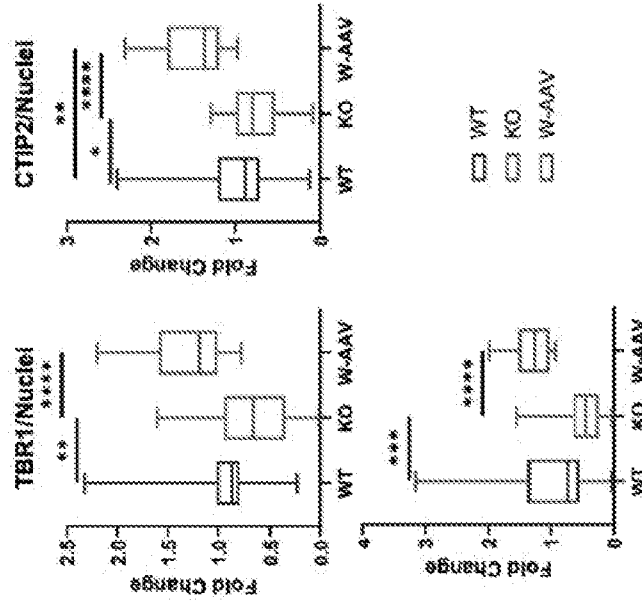 TBR1/Nuclei
**
****
Fold Change
2.5
2.0
1.5
1.0
0.5
0.0
WT
KO
W-AAV
CTIP2/Nuclei
**
****
*
Fold Change
3
2
1
0
WT
KO
W-AAV
***
****
Fold Change
4
3
2
1
0
WT
KO
W-AAV
WT
KO
W-AAV